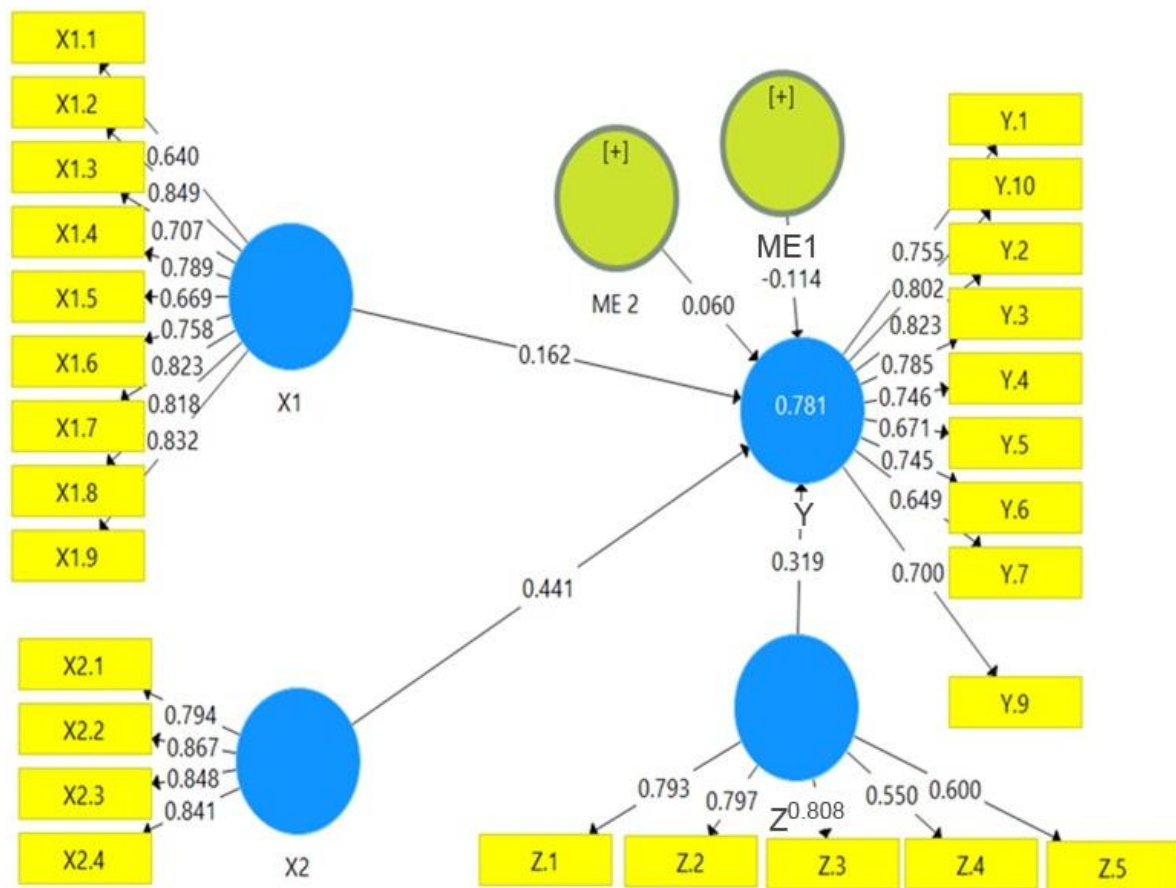 X1.1
X1.2
X1.3
X1.4
X1.5
X1.6
X1.7
X1.8
X1.9
0.640
0.849
0.707
0.789
0.669
0.758
0.823
0.818
0.832
X1
[+]
ME 2
[+]
ME1
0.060
-0.114
0.162
0.441
0.781
Y
0.319
0.755
0.802
0.823
0.785
0.746
0.671
0.745
0.649
0.700
Y.1
Y.10
Y.2
Y.3
Y.4
Y.5
Y.6
Y.7
Y.9
X2.1
X2.2
X2.3
X2.4
0.794
0.867
0.848
0.841
X2
0.793
0.797
Z 0.808
0.550
0.600
Z.1
Z.2
Z.3
Z.4
Z.5